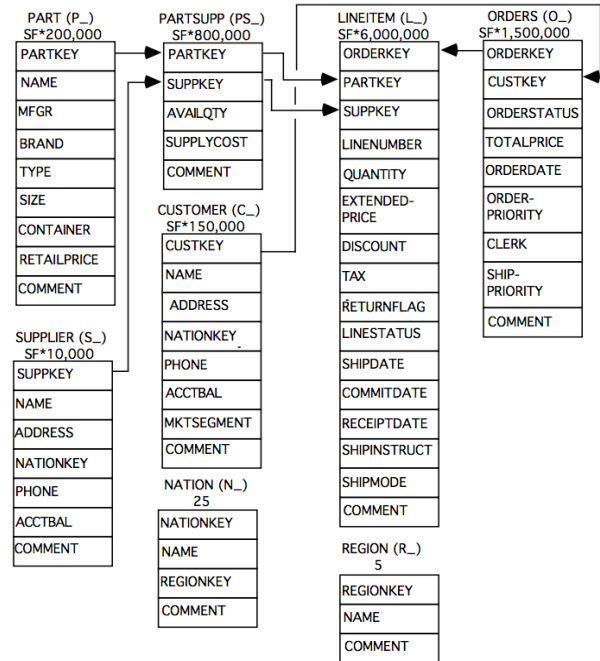 PART (P_)
SF*200,000
PARTKEY
NAME
MFGR
BRAND
TYPE
SIZE
CONTAINER
RETAILPRICE
COMMENT
SUPPLIER (S_)
SF*10,000
SUPPKEY
NAME
ADDRESS
NATIONKEY
PHONE
ACCTBAL
COMMENT
PARTSUPP (PS_)
SF*800,000
PARTKEY
SUPPKEY
AVAILQTY
SUPPLYCOST
COMMENT
CUSTOMER (C_)
SF*150,000
CUSTKEY
NAME
ADDRESS
NATIONKEY
PHONE
ACCTBAL
MKTSEGMENT
COMMENT
NATION (N_)
25
NATIONKEY
NAME
REGIONKEY
COMMENT
LINEITEM (L_)
SF*6,000,000
ORDERKEY
PARTKEY
SUPPKEY
LINENUMBER
QUANTITY
EXTENDED-
PRICE
DISCOUNT
TAX
RETURNFLAG
LINESTATUS
SHIPDATE
COMMITDATE
RECEIPTDATE
SHIPINSTRUCT
SHIPMODE
COMMENT
REGION (R_)
5
REGIONKEY
NAME
COMMENT
ORDERS (O_)
SF*1,500,000
ORDERKEY
CUSTKEY
ORDERSTATUS
TOTALPRICE
ORDERDATE
ORDER-
PRIORITY
CLERK
SHIP-
PRIORITY
COMMENT